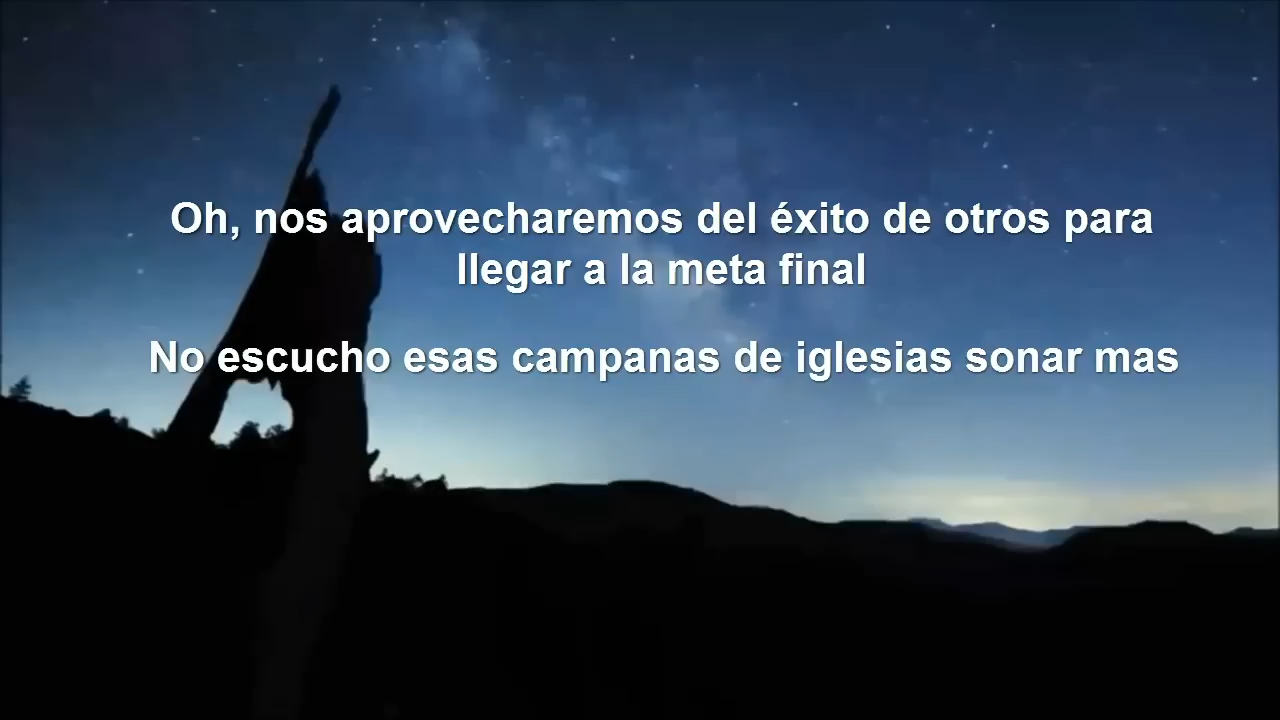 Oh, nos aprovecharemos del éxito de otros para
llegar a la meta final
No escucho esas campanas de iglesias sonar mas